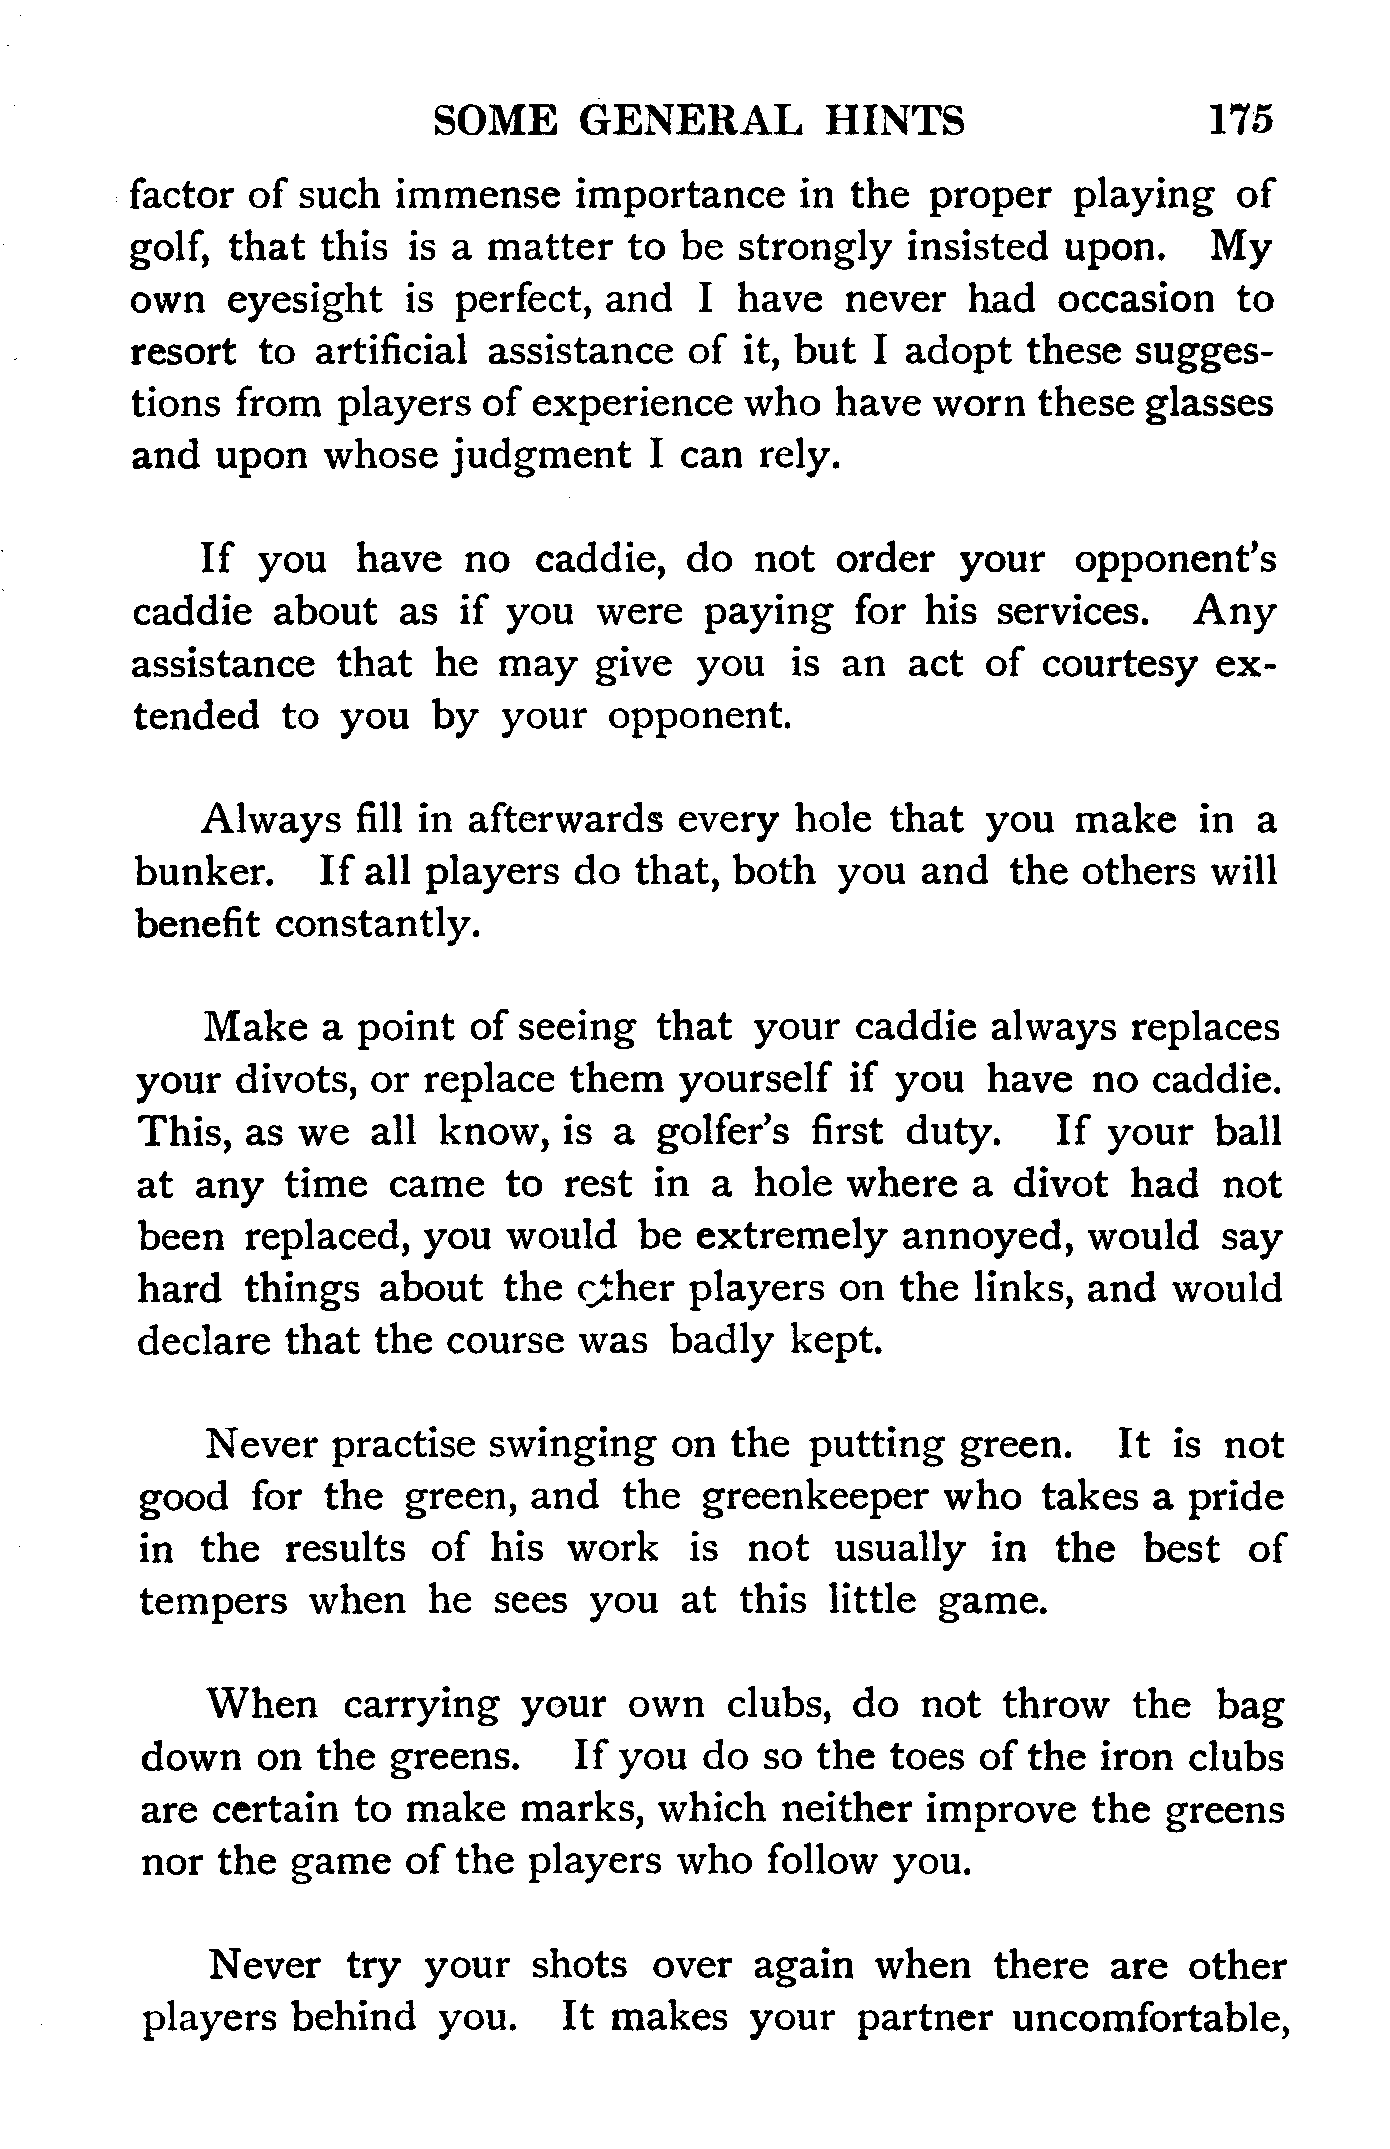 SOME GENERAL HINTS 175
factor of such immense importance in the proper playing of
golf, that this is a matter to be strongly insisted upon. My
own eyesight is perfect, and I have never had occasion to
resort to artificial assistance of it, but I adopt these sugges-
tions from players of experience who have worn these glasses
and upon whose judgment I can rely.
If you have no caddie, do not order your opponent's
caddie about as if you were paying for his services. Any
assistance that he may give you is an act of courtesy ex-
tended to you by your opponent.
Always fill in afterwards every hole that you make in a
bunker. If all players do that, both you and the others will
benefit constantly.
Make a point of seeing that your caddie always replaces
your divots, or replace them yourself if you have no caddie.
This, as we all know, is a golfer's first duty. If your ball
at any time came to rest in a hole where a divot had not
been replaced, you would be extremely annoyed, would say
hard things about the other players on the links, and would
declare that the course was badly kept.
Never practise swinging on the putting green. It is not
good for the green, and the greenkeeper who takes a pride
in the results of his work is not usually in the best of
tempers when he sees you at this little game.
When carrying your own clubs, do not throw the bag
down on the greens. If you do so the toes of the iron clubs
are certain to make marks, which neither improve the greens
nor the game of the players who follow you.
Never try your shots over again when there are other
players behind you. It makes your partner uncomfortable,